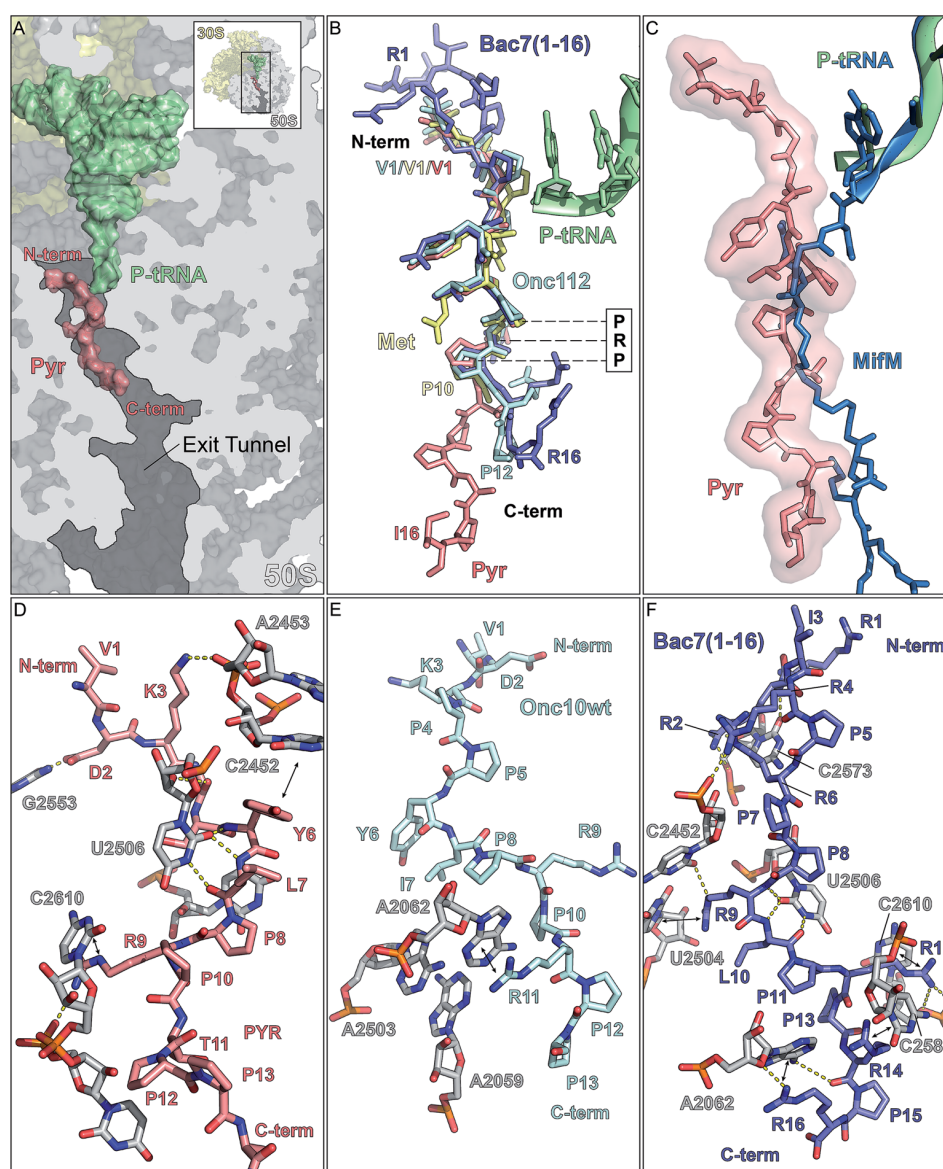 A
30S
50S
N-term
P-tRNA
Pyr
C-term
Exit Tunnel
50S
B
Bac7(1-16)
R1
N-term
V1/V1/V1
P-tRNA
Onc112
Met
P
R
P
P10
P12
R16
C-term
I16
Pyr
C
P-tRNA
MifM
Pyr
D
A2453
V1
N-term
K3
D2
C2452
G2553
Y6
U2506
L7
C2610
R9
P8
P10
PYR
T11
P13
P12
C-term
E
V1
N-term
K3
D2
Onc10wt
P4
P5
Y6
P8
R9
I7
A2062
P10
R11
A2503
P12
A2059
P13
C-term
F
I3
R1
Bac7(1-16)
N-term
R4
R2
P5
C2573
R6
C2452
P7
P8
U2506
C2610
R9
R1
U2504
L10
P11
P13
C258
R14
A2062
R16
P15
C-term